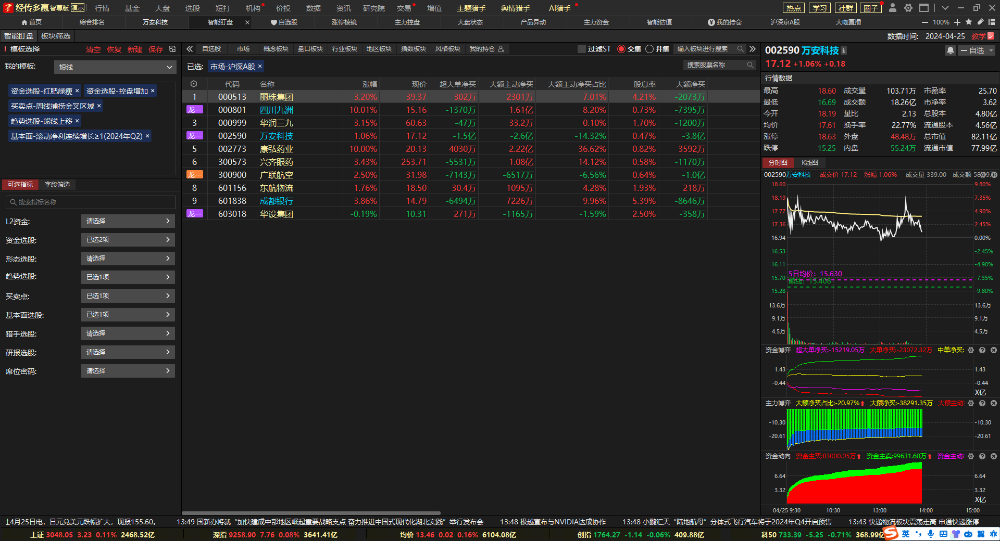 经传多赢 智尊版 演示 行情 基金 大盘 选股 短打 机构 价投 数据 资讯 研究院 交易 增值 主题猎手 舆情猎手 AI猎手 热点 学习 社群 圈子
首页 综合排名 万安科技 智能盯盘 × 自选股 涨停棱镜 主力控盘 大盘状态 产品异动 主力资金 智能估值 我的持仓 沪深京A股 大咖直播 100%
智能盯盘 板块筛选 数据时间: 2024-04-25 教学
模板选择 清空 恢复 新建 保存
我的模板: 短线
资金选股-红肥绿瘦 × 资金选股-控盘增加 ×
买卖点-周线捕捞金叉区域 ×
趋势选股-熊线上移 ×
基本面-滚动净利连续增长≥1(2024年Q2) ×
可选指标 字段筛选
搜索指标名称
L2资金: 请选择
资金选股: 已选2项
形态选股: 请选择
趋势选股: 已选1项
买卖点: 已选1项
基本面选股: 已选1项
猎手选股: 请选择
研报选股: 请选择
席位密码: 请选择
自选股 市场 概念板块 盘口板块 行业板块 地区板块 指数板块 风格板块 我的持仓 过滤ST 交集 并集 输入板块进行搜索
已选: 市场-沪深A股 × 搜索股票名称
代码 名称 涨幅 现价 超大单净买 大额主动净买 大额主动净买占比 股息率 大额净买
1 000513 丽珠集团 3.20% 39.37 302万 2301万 7.01% 4.21% -2073万
龙一 000801 四川九洲 10.01% 15.16 -1370万 1.61亿 8.20% 0.73% -7395万
3 000999 华润三九 3.15% 60.63 -47万 33.2万 0.10% 1.70% -1200万
龙一 002590 万安科技 1.06% 17.12 -1.5亿 -2.6亿 -14.32% 0.47% -3.8亿
5 002773 康弘药业 10.00% 20.13 4030万 2.22亿 36.62% 0.82% 3592万
6 300573 兴齐眼药 3.43% 253.71 -5531万 1.08亿 14.12% 0.58% -1170万
龙一 300900 广联航空 2.50% 31.98 -7143万 -6517万 -6.56% 0.64% -1.0亿
8 601156 东航物流 1.76% 18.50 30.4万 1095万 4.28% 1.93% 218万
9 601838 成都银行 3.86% 14.79 -6494万 7226万 9.96% 5.39% -8646万
龙一 603018 华设集团 -0.19% 10.31 271万 -1165万 -1.59% 2.50% -358万
002590 万安科技 自选
17.12 +1.06% +0.18
行情数据
最高 18.60 成交量 103.71万 市盈率 25.70
最低 16.69 成交额 18.26亿 市净率 3.62
今开 18.19 量比 2.13 总股本 4.80亿
均价 17.61 换手率 22.77% 流通股本 4.56亿
涨停 18.63 外盘 48.48万 总市值 82.11亿
跌停 15.25 内盘 55.24万 流通市值 77.99亿
分时图 K线图
002590万安科技 成交价 17.12 涨幅 1.06% 成交量 339.00 成交额
18.60 9.80%
18.19 7.35%
17.77 4.90%
17.36 2.45%
16.94 0.00%
16.53 -2.45%
16.11 -4.90%
5日均价: 15.630
15.70 -7.35%
熊线: 15.408
15.28 -9.80%
13.6万 13.6万
9.1万 9.1万
4.5万 4.5万
资金博弈 超大单净买:-15219.05万 大单净买:-23072.32万 中单净买:
1.43 1.43
-0.44 -0.44
X亿
主力博弈 大额净买占比:-20.97% 大额净买:-38291.35万 大额主动
-10.30 -10.30
-20.61 -20.61
资金动向 资金主买:83000.05万 资金主卖:99631.60万 资金主动
6.64 6.64
3.32 3.32
X亿
04/25 9:30 10:30 13:00 14:00 15:00
4月25日电，日元兑美元跌幅扩大，现报155.60。 13:49 国新办将就“加快建成中部地区崛起重要战略支点 奋力推进中国式现代化湖北实践”举行发布会 13:48 极越宣布与NVIDIA达成协作 13:48 小鹏汇天“陆地航母”分体式飞行汽车将于2024年Q4开启预售 13:43 快递物流板块震荡走高 申通快递涨停
上证 3048.05 3.23 0.11% 2468.52亿 深指 9258.90 7.76 0.08% 3641.41亿 均价 13.46 0.02 0.16% 6104.08亿 创指 1764.27 -1.14 -0.06% 409.88亿 科50 733.39 -5.25 -0.71% 368.99亿 英